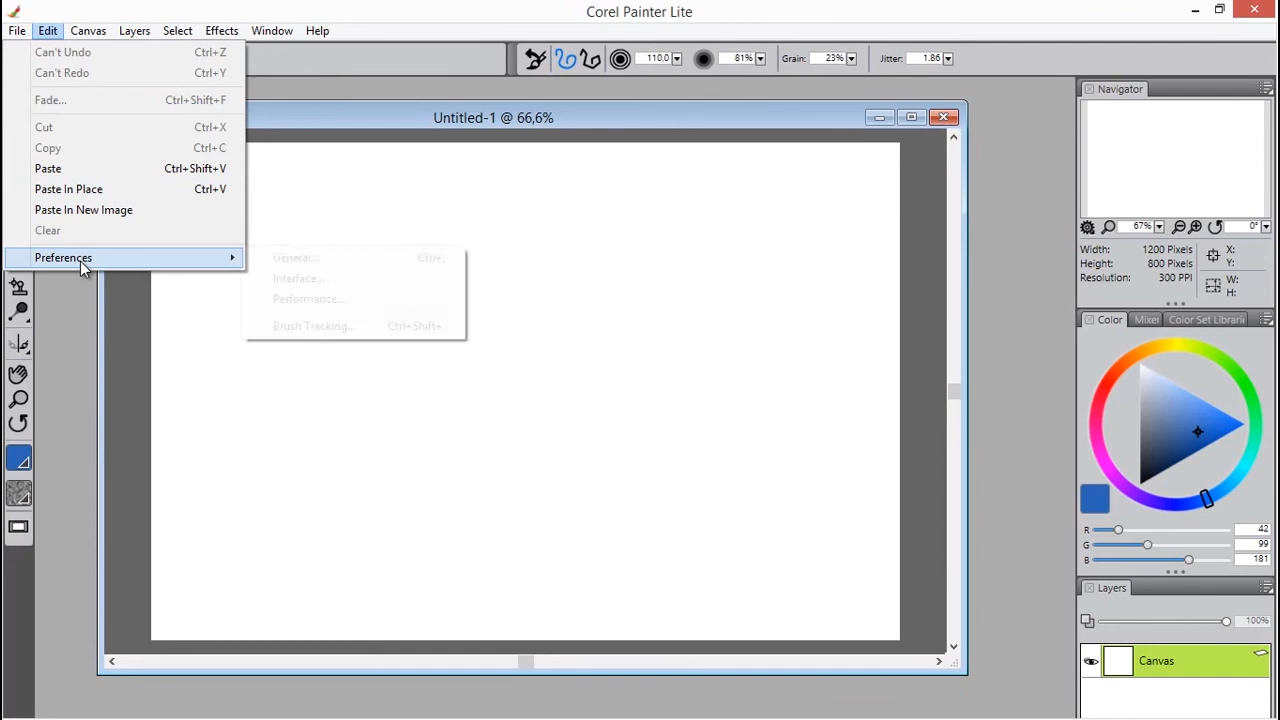 Corel Painter Lite
File Edit Canvas Layers Select Effects Window Help
110,0 81% Grain: 23% Jitter: 1.86
Can't Undo Ctrl+Z
Can't Redo Ctrl+Y
Fade... Ctrl+Shift+F
Cut Ctrl+X
Copy Ctrl+C
Paste Ctrl+Shift+V
Paste In Place Ctrl+V
Paste In New Image
Clear
Preferences
General... Ctrl+,
Interface...
Performance...
Brush Tracking... Ctrl+Shift+
Untitled-1 @ 66,6%
Navigator
67% 0°
Width: 1200 Pixels X:
Height: 800 Pixels Y:
Resolution: 300 PPI W:
H:
Color Mixer Color Set Librari
R 42
G 99
B 181
Layers
100%
Canvas